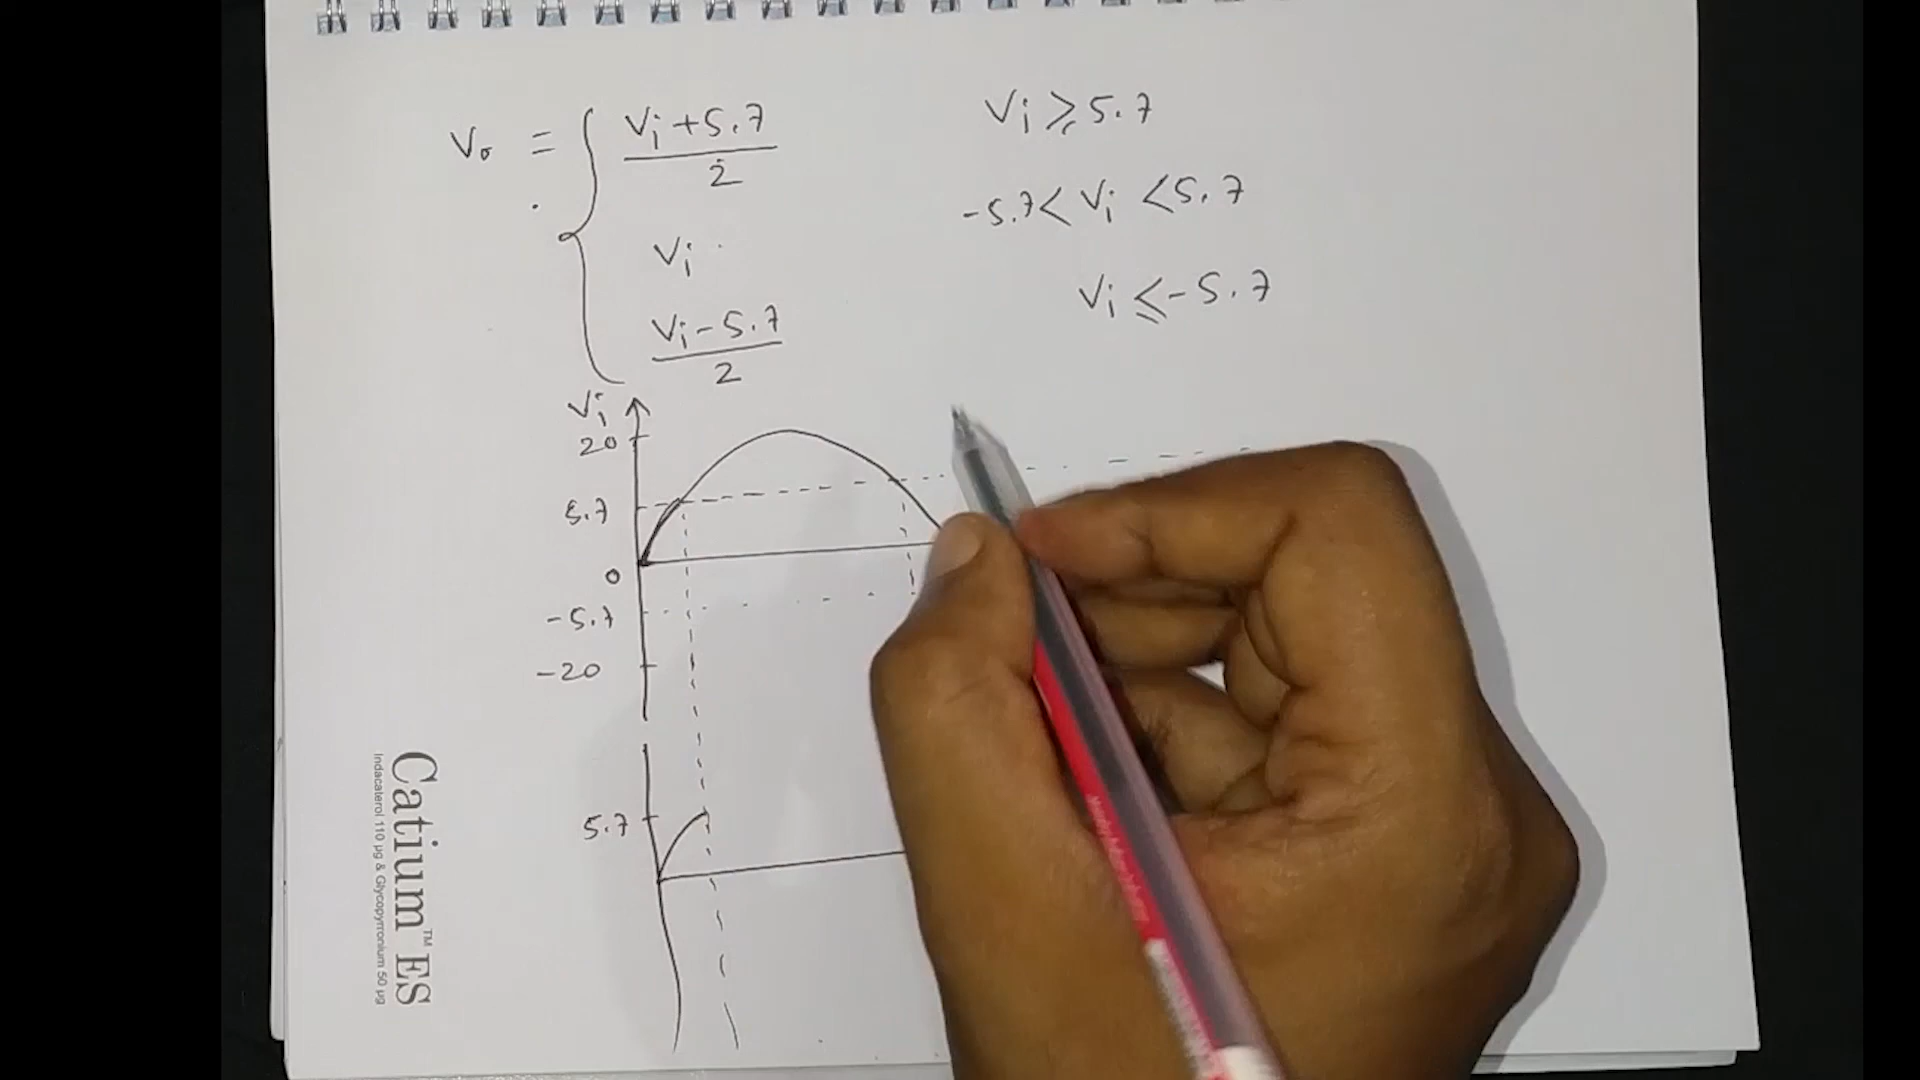 Vo = { (Vi + 5.7)/2    Vi ≥ 5.7
Vi    -5.7 < Vi < 5.7
(Vi - 5.7)/2    Vi ≤ -5.7
Vi
20
5.7
0
-5.7
-20
5.7
Catium™ ES
Indacaterol 110 µg & Glycopyrronium 50 µg